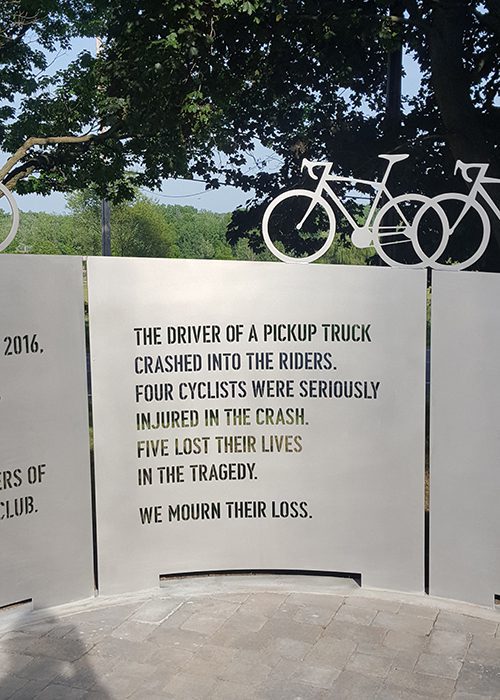 2016,
ERS OF
CLUB.
THE DRIVER OF A PICKUP TRUCK
CRASHED INTO THE RIDERS.
FOUR CYCLISTS WERE SERIOUSLY
INJURED IN THE CRASH.
FIVE LOST THEIR LIVES
IN THE TRAGEDY.
WE MOURN THEIR LOSS.